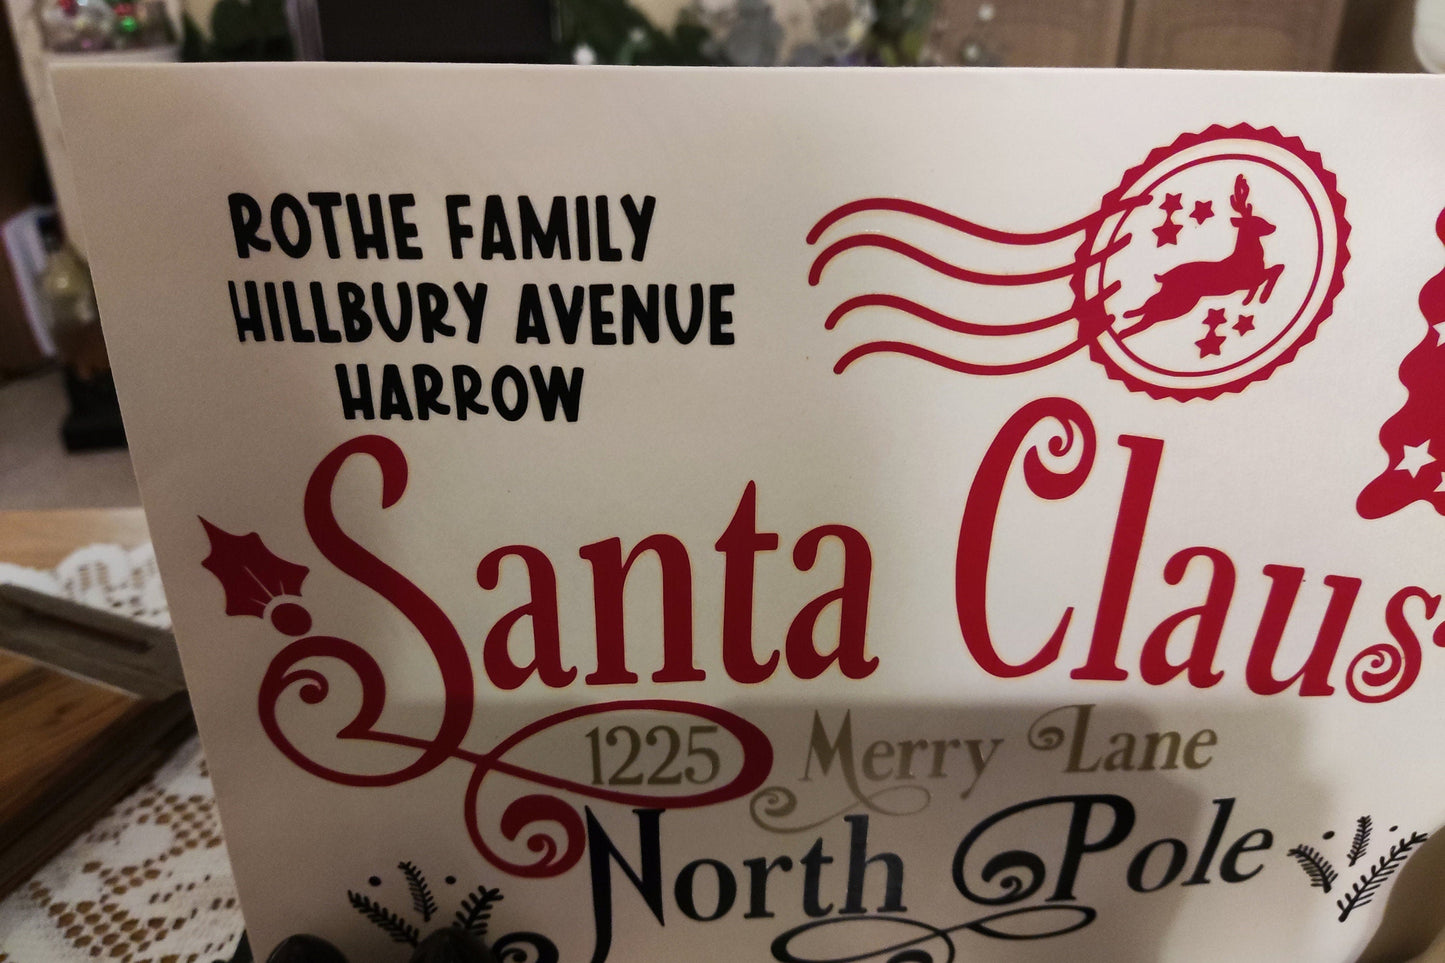 ROTHE FAMILY
HILLBURY AVENUE
HARROW
Santa Claus
1225 Merry Lane
North Pole